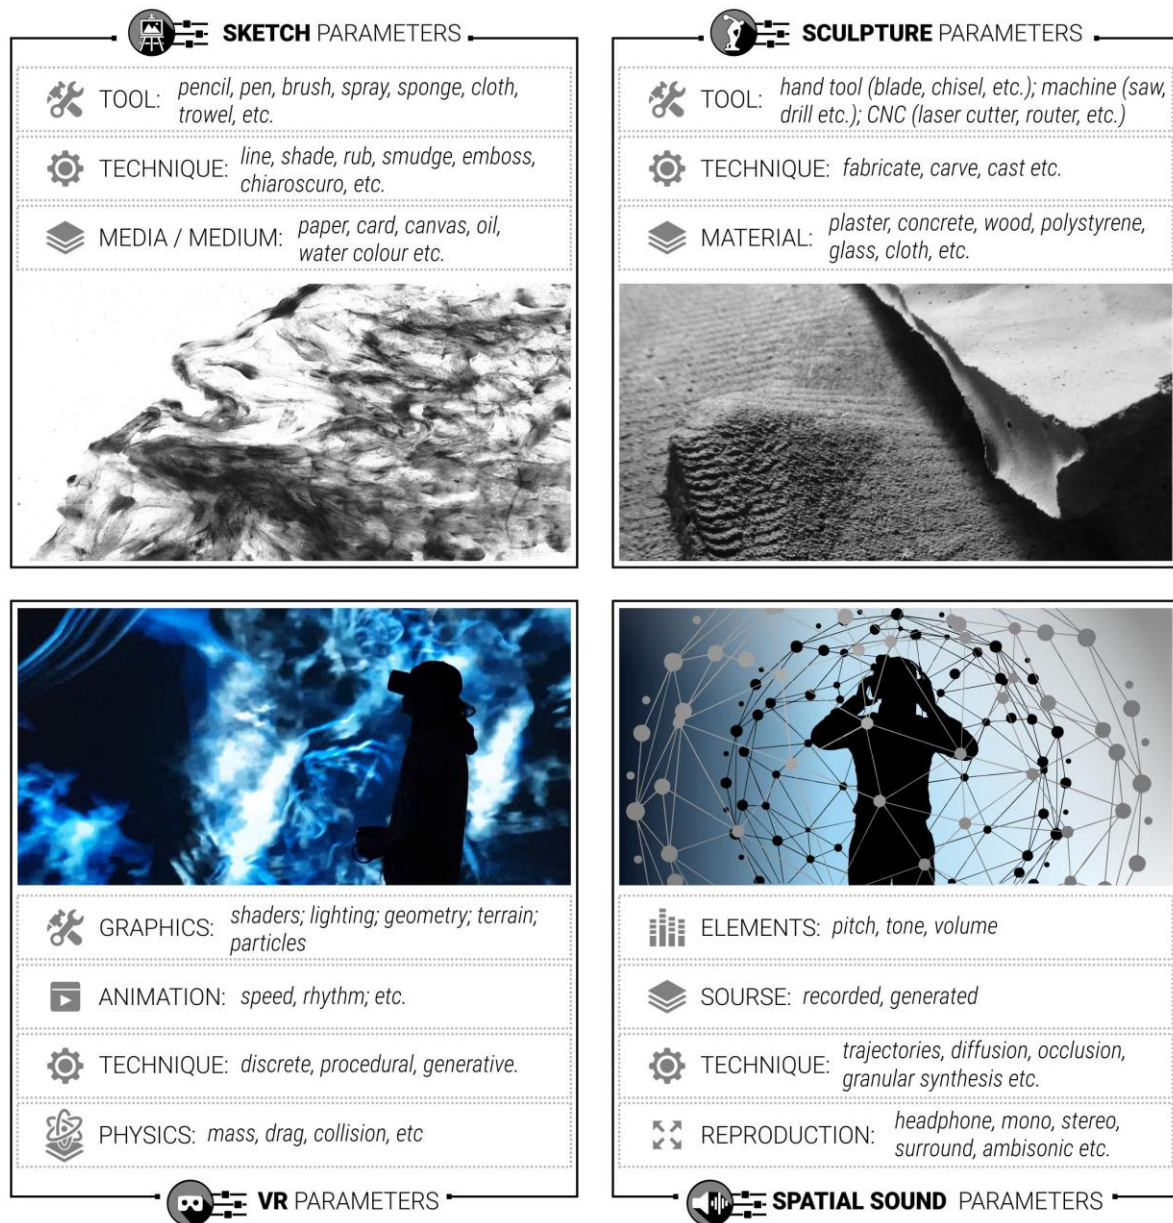 SKETCH PARAMETERS
TOOL: pencil, pen, brush, spray, sponge, cloth,
trowel, etc.
TECHNIQUE: line, shade, rub, smudge, emboss,
chiaroscuro, etc.
MEDIA / MEDIUM: paper, card, canvas, oil,
water colour etc.
SCULPTURE PARAMETERS
TOOL: hand tool (blade, chisel, etc.); machine (saw,
drill etc.); CNC (laser cutter, router, etc.)
TECHNIQUE: fabricate, carve, cast etc.
MATERIAL: plaster, concrete, wood, polystyrene,
glass, cloth, etc.
GRAPHICS: shaders; lighting; geometry; terrain;
particles
ANIMATION: speed, rhythm; etc.
TECHNIQUE: discrete, procedural, generative.
PHYSICS: mass, drag, collision, etc
VR PARAMETERS
ELEMENTS: pitch, tone, volume
SOURSE: recorded, generated
TECHNIQUE: trajectories, diffusion, occlusion,
granular synthesis etc.
REPRODUCTION: headphone, mono, stereo,
surround, ambisonic etc.
SPATIAL SOUND PARAMETERS